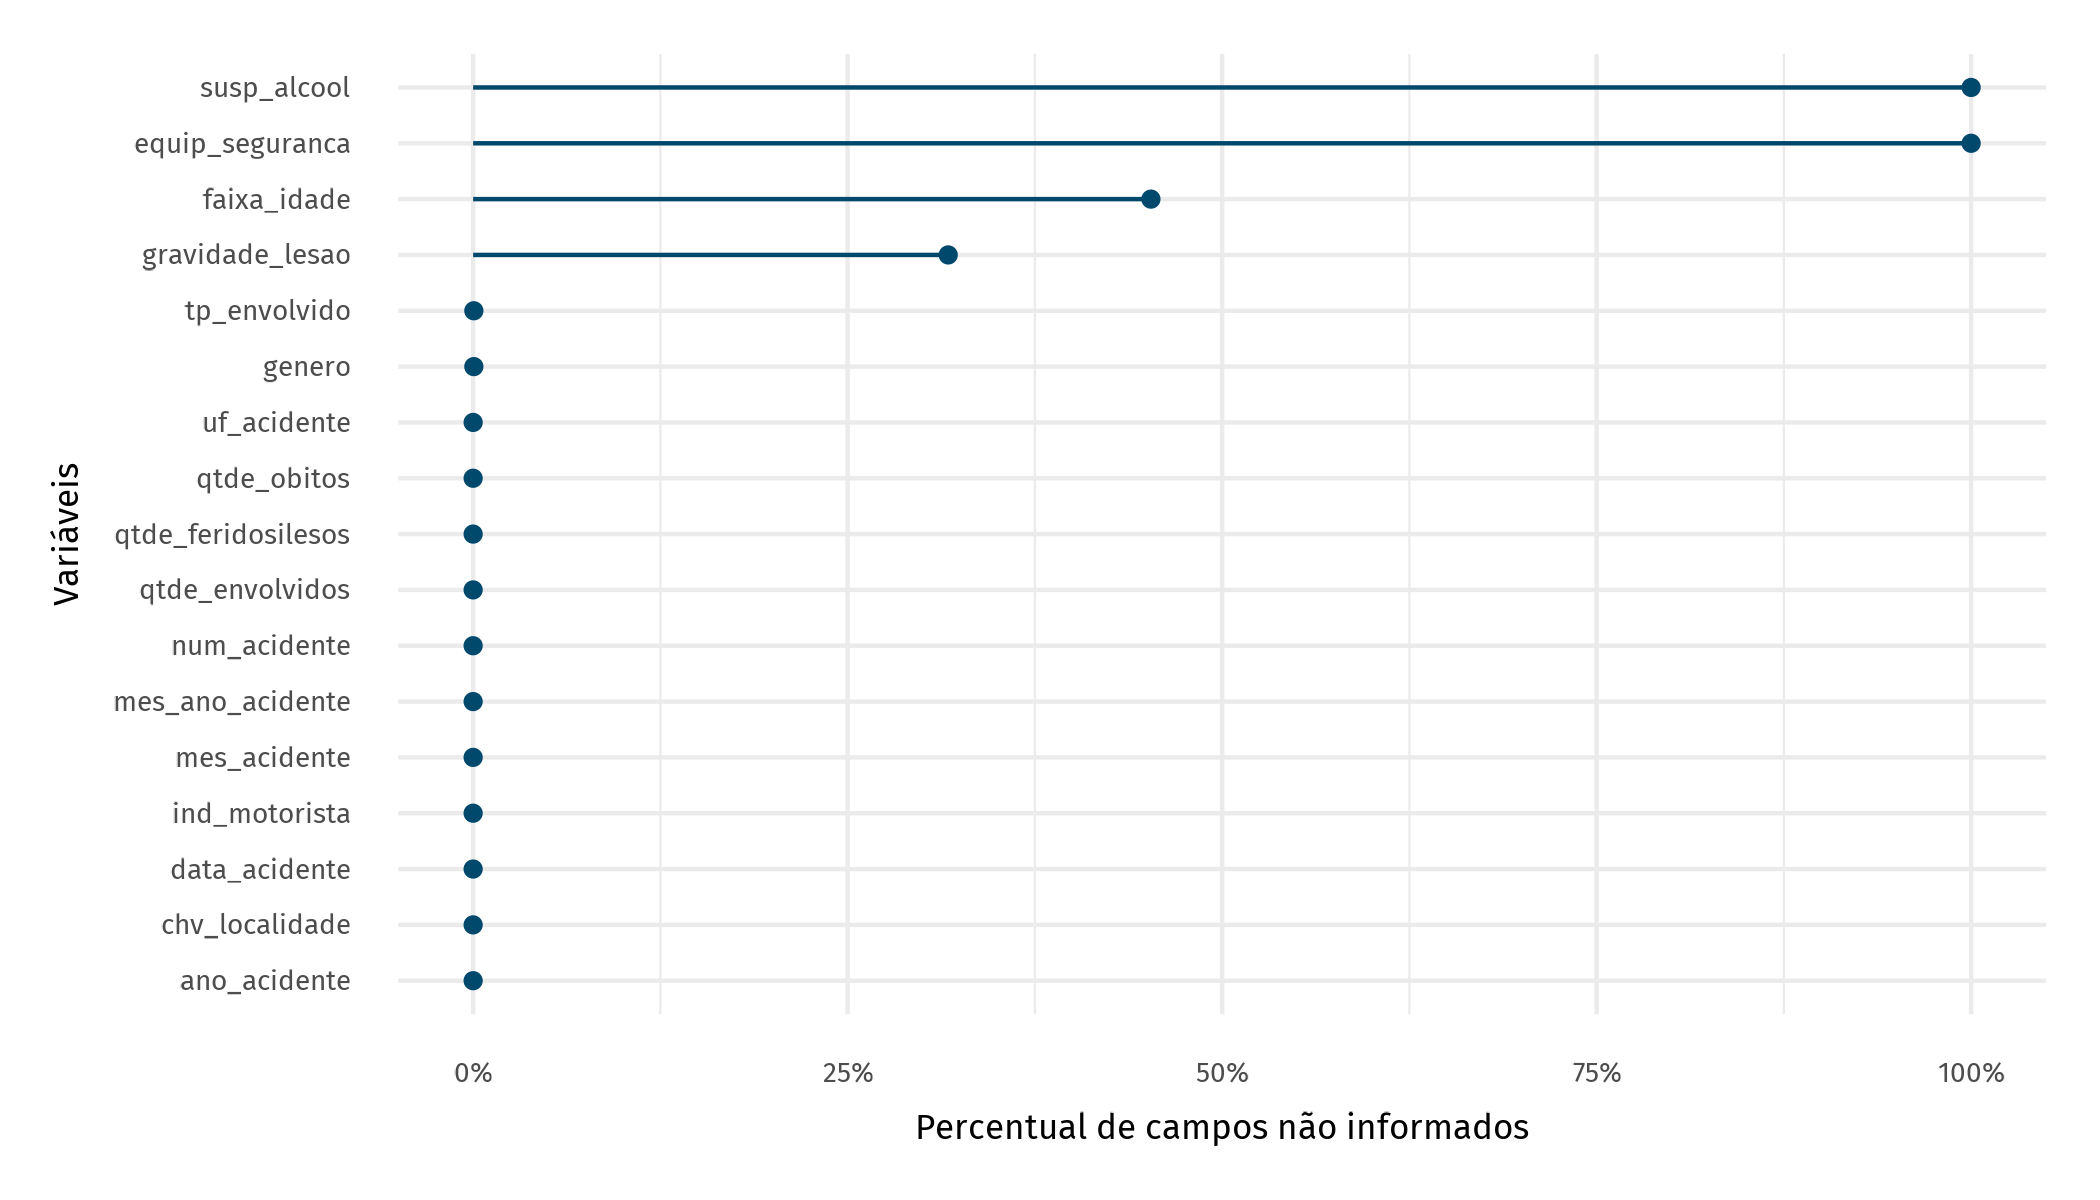 susp_alcool
equip_seguranca
faixa_idade
gravidade_lesao
tp_envolvido
genero
uf_acidente
qtde_obitos
qtde_feridosilesos
qtde_envolvidos
num_acidente
mes_ano_acidente
mes_acidente
ind_motorista
data_acidente
chv_localidade
ano_acidente
Variáveis
0% 25% 50% 75% 100%
Percentual de campos não informados